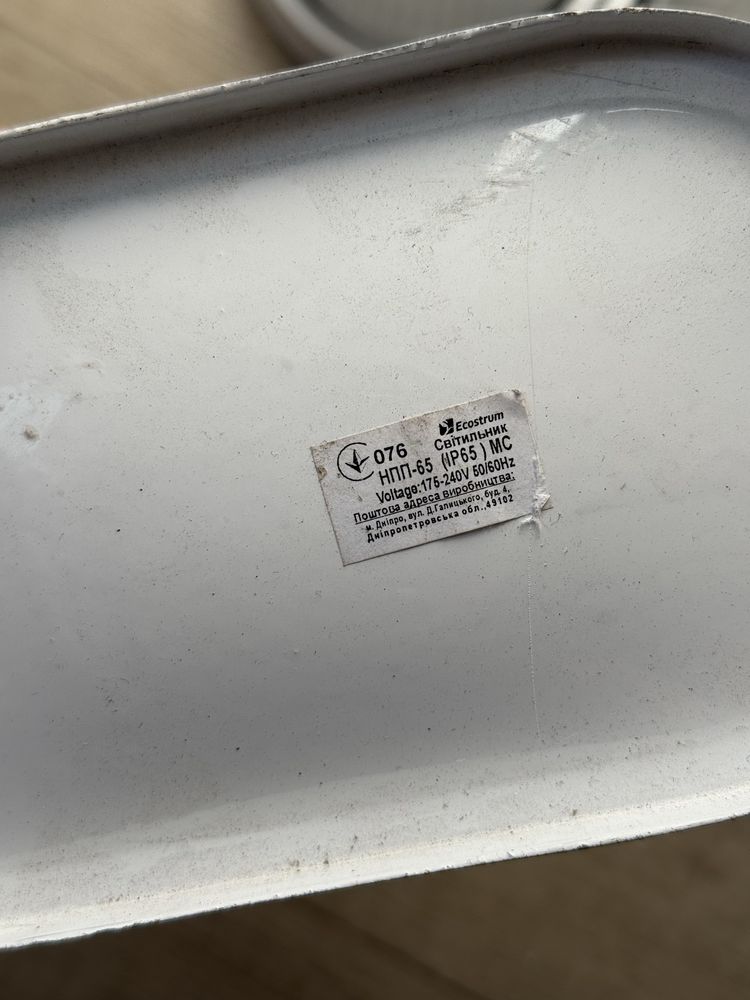 Ecostrum
076 Світильник
НПП-65 (IP65) МС
Voltage:175-240V 50/60Hz
Поштова адреса виробництва:
м. Дніпро, вул. Д.Галицького, буд. 4,
Дніпропетровська обл.,49102